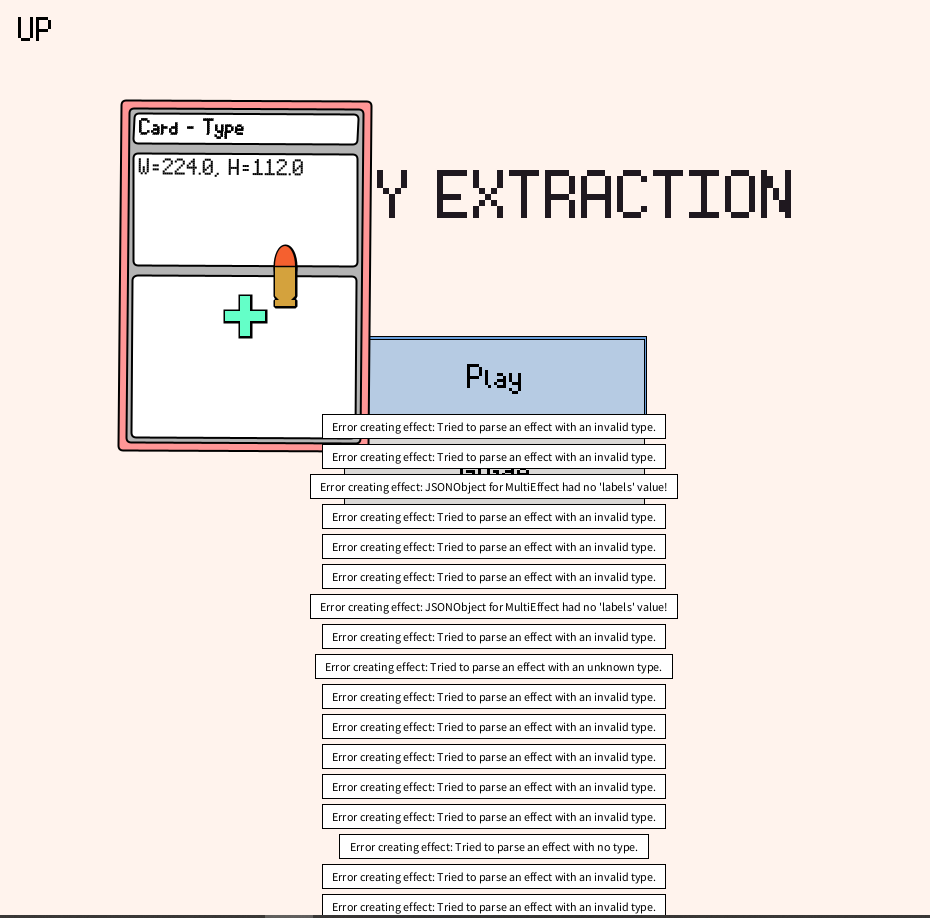 UP
Card - Type
W=224.0, H=112.0
Y EXTRACTION
Play
Error creating effect: Tried to parse an effect with an invalid type.
Error creating effect: Tried to parse an effect with an invalid type.
Error creating effect: JSONObject for MultiEffect had no 'labels' value!
Error creating effect: Tried to parse an effect with an invalid type.
Error creating effect: Tried to parse an effect with an invalid type.
Error creating effect: Tried to parse an effect with an invalid type.
Error creating effect: JSONObject for MultiEffect had no 'labels' value!
Error creating effect: Tried to parse an effect with an invalid type.
Error creating effect: Tried to parse an effect with an unknown type.
Error creating effect: Tried to parse an effect with an invalid type.
Error creating effect: Tried to parse an effect with an invalid type.
Error creating effect: Tried to parse an effect with an invalid type.
Error creating effect: Tried to parse an effect with an invalid type.
Error creating effect: Tried to parse an effect with an invalid type.
Error creating effect: Tried to parse an effect with no type.
Error creating effect: Tried to parse an effect with an invalid type.
Error creating effect: Tried to parse an effect with an invalid type.